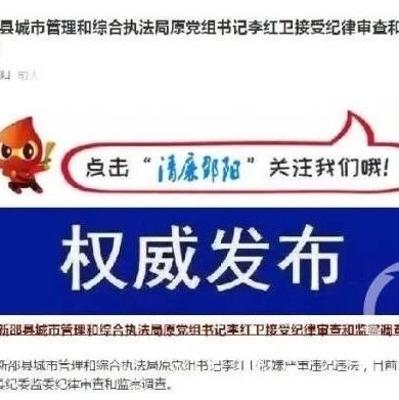 县城市管理和综合执法局原党组书记李红卫接受纪律审查和
点击“清廉邵阳”关注我们哦!
权威发布
新邵县城市管理和综合执法局原党组书记李红卫接受纪律审查和监察调查
新邵县城市管理和综合执法局原党组书记李红卫涉嫌严重违纪违法,目前
县纪委监委纪律审查和监察调查。